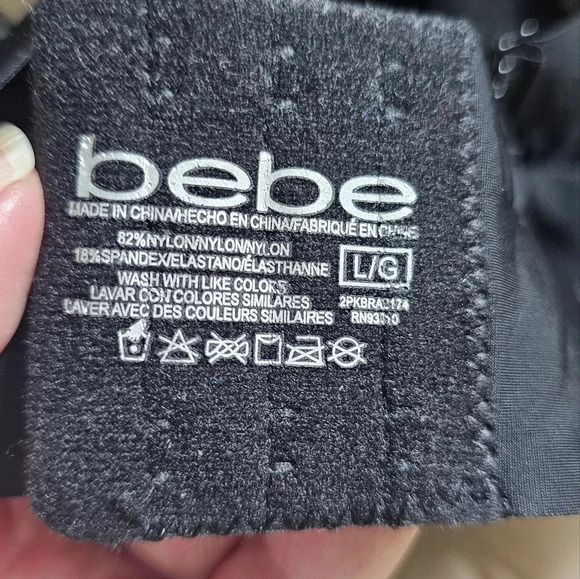 bebe
MADE IN CHINA/HECHO EN CHINA/FABRIQUÉ EN CHINE
82%NYLON/NYLON/NYLON
18%SPANDEX/ELASTANO/ÉLASTHANNE
L/G
WASH WITH LIKE COLORS
LAVAR CON COLORES SIMILARES
LAVER AVEC DES COULEURS SIMILAIRES